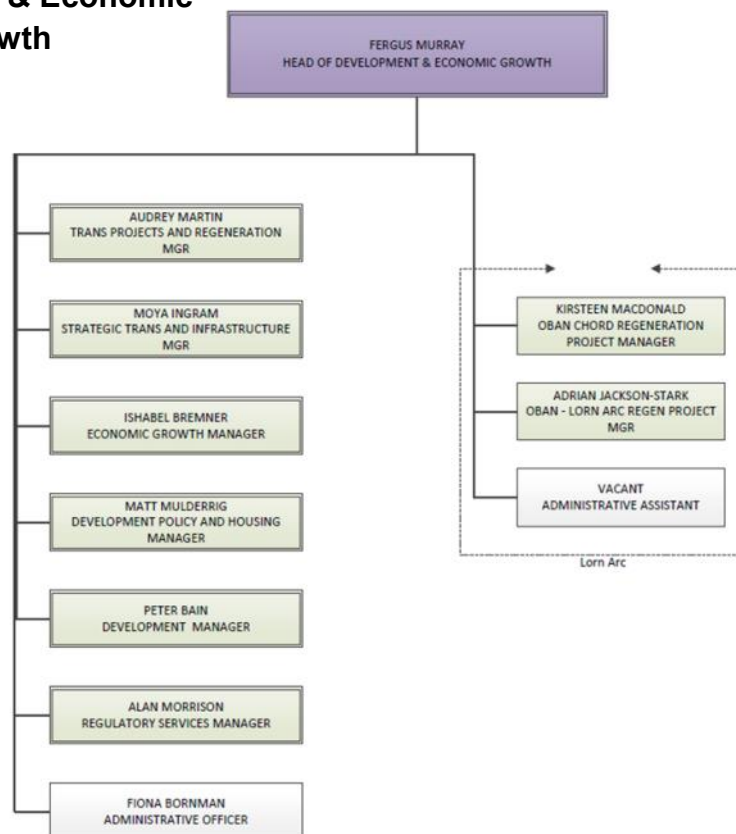 & Economic
wth
FERGUS MURRAY
HEAD OF DEVELOPMENT & ECONOMIC GROWTH
AUDREY MARTIN
TRANS PROJECTS AND REGENERATION
MGR
MOYA INGRAM
STRATEGIC TRANS AND INFRASTRUCTURE
MGR
ISHABEL BREMNER
ECONOMIC GROWTH MANAGER
MATT MULDERRIG
DEVELOPMENT POLICY AND HOUSING
MANAGER
PETER BAIN
DEVELOPMENT MANAGER
ALAN MORRISON
REGULATORY SERVICES MANAGER
FIONA BORNMAN
ADMINISTRATIVE OFFICER
KIRSTEEN MACDONALD
OBAN CHORD REGENERATION
PROJECT MANAGER
ADRIAN JACKSON-STARK
OBAN - LORN ARC REGEN PROJECT
MGR
VACANT
ADMINISTRATIVE ASSISTANT
Lorn Arc